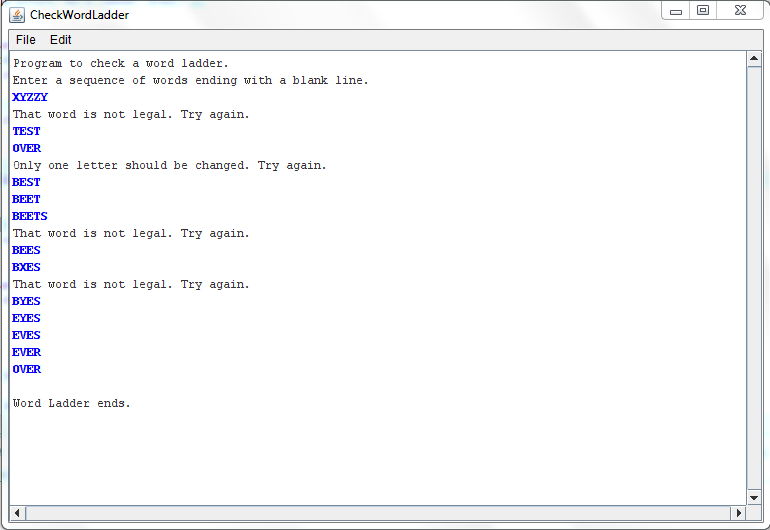 CheckWordLadder
File Edit
Program to check a word ladder.
Enter a sequence of words ending with a blank line.
XYZZY
That word is not legal. Try again.
TEST
OVER
Only one letter should be changed. Try again.
BEST
BEET
BEETS
That word is not legal. Try again.
BEES
BXES
That word is not legal. Try again.
BYES
EYES
EVES
EVER
OVER
Word Ladder ends.